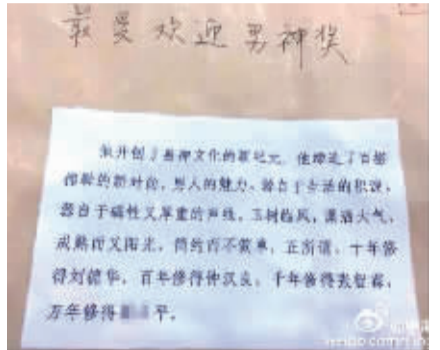 最受欢迎男神奖
他开创了易神文化的新纪元，他缔造了百搭
的新时尚，男人的魅力，源自于生活的积淀，
源自于磁性又厚重的声线，玉树临风，潇洒大气，
成熟而又阳光，简约而不简单，正所谓，十年修
得刘德华，百年修得钟汉良，千年修得张智霖，
万年修得 平。
weibo.com